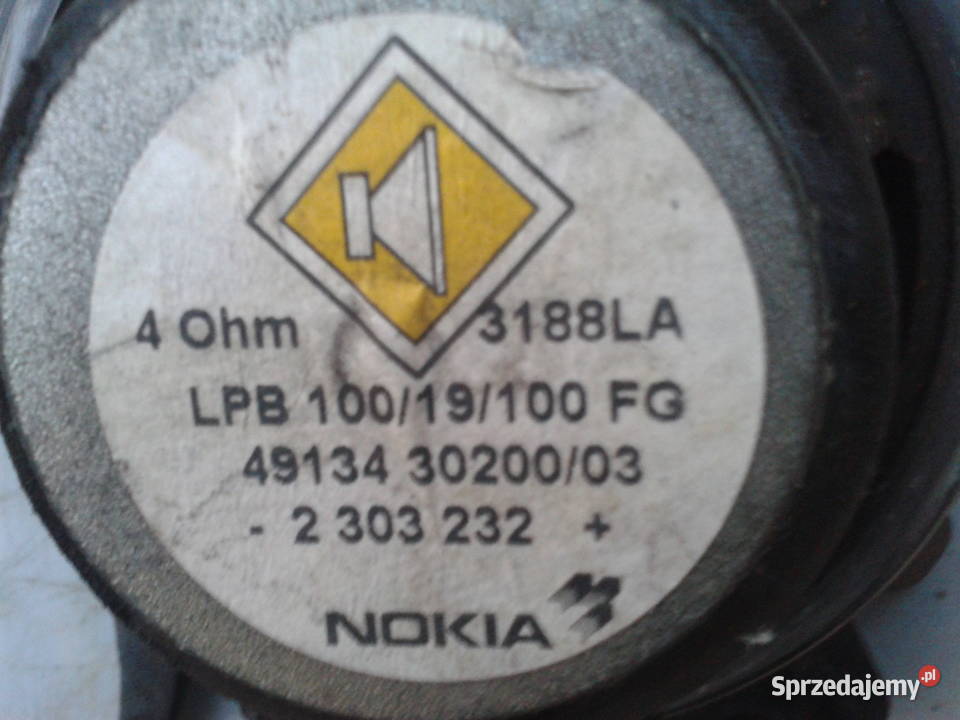 4 Ohm 3188LA
LPB 100/19/100 FG
49134 30200/03
- 2 303 232 +
NOKIA
Sprzedajemy.pl